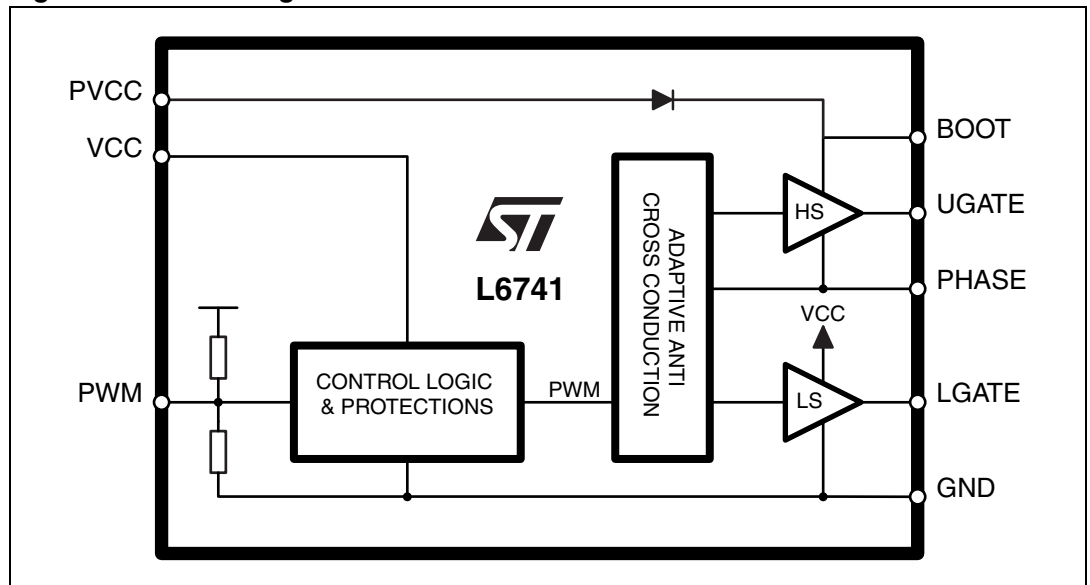 PVCC
VCC
PWM
ST
L6741
CONTROL LOGIC
& PROTECTIONS
PWM
ADAPTIVE ANTI
CROSS CONDUCTION
HS
VCC
LS
BOOT
UGATE
PHASE
LGATE
GND